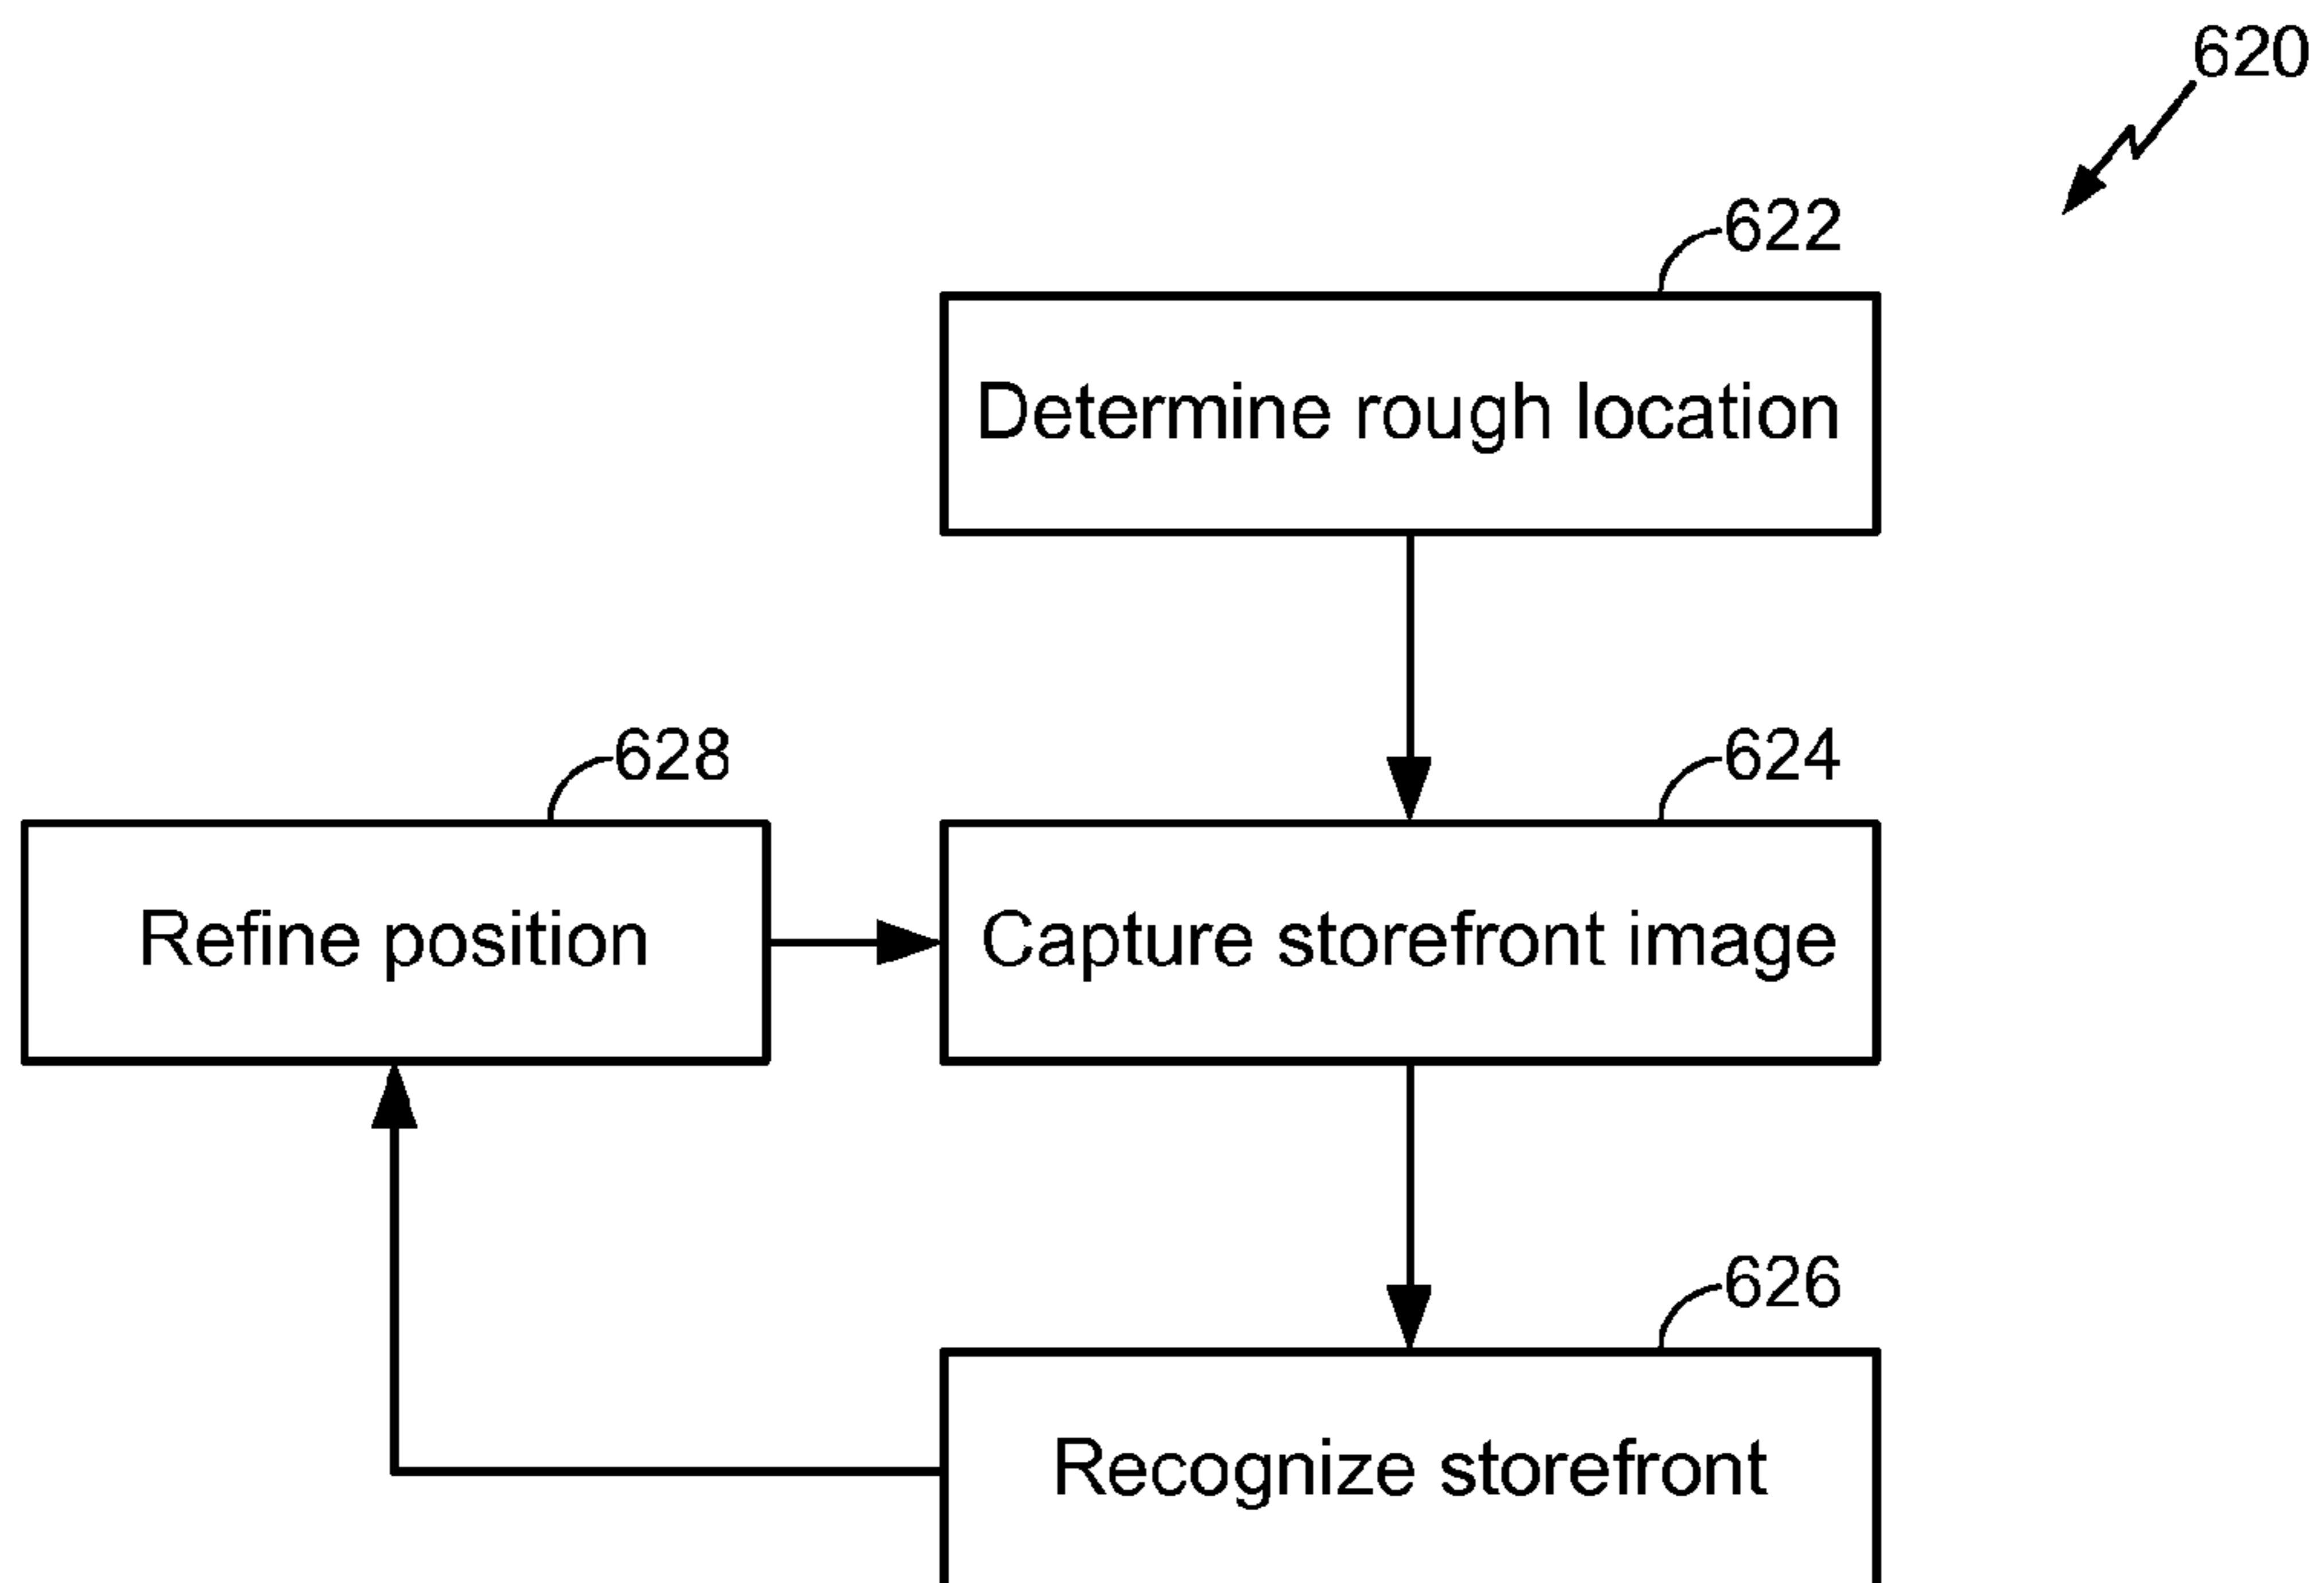 620
622
Determine rough location
628
624
Refine position
Capture storefront image
626
Recognize storefront